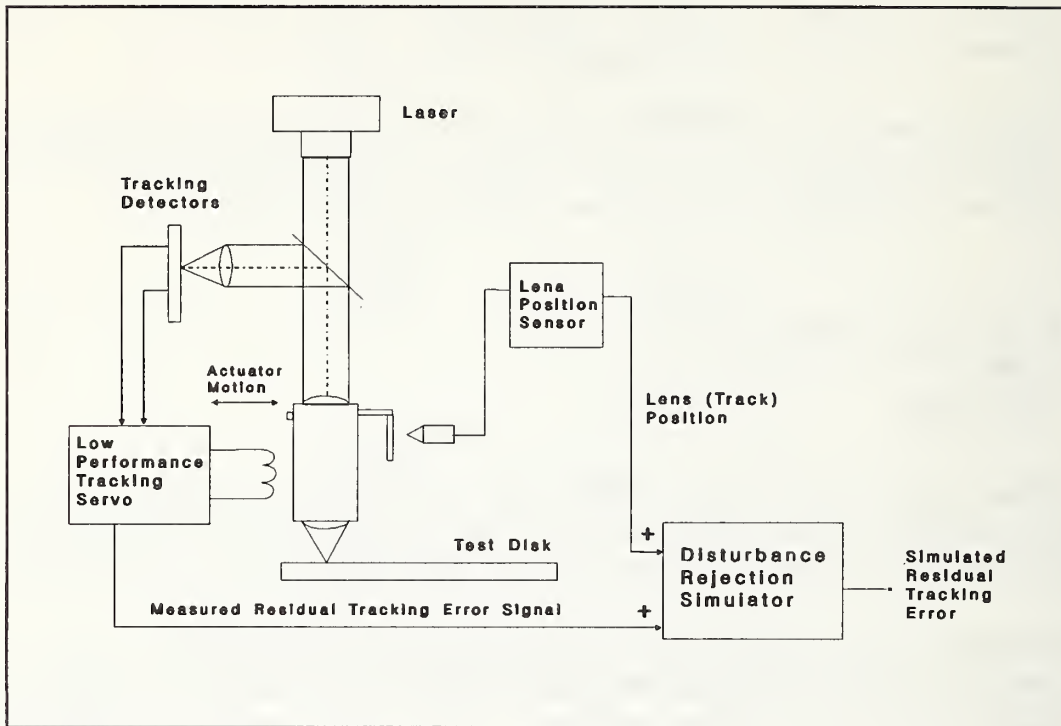 Laser
Tracking
Detectors
Lena
Position
Sensor
Actuator
Motion
Lens (Track)
Position
Low
Performance
Tracking
Servo
Test Disk
+
Disturbance
Rejection
Simulator
Simulated
Residual
Tracking
Error
Measured Residual Tracking Error Signal
+